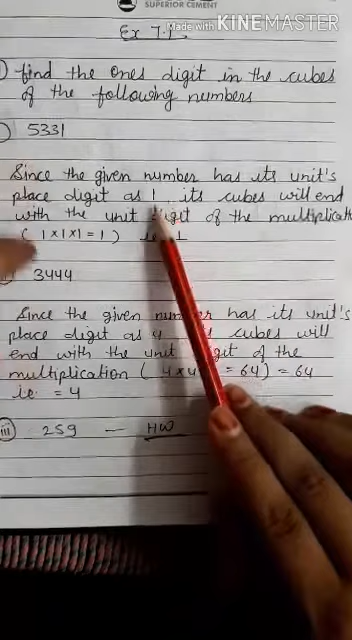 SUPERIOR CEMENT
Made with KINEMASTER
Ex 7.1.
find the ones digit in the cubes
of the following numbers
5331
Since the given number has its unit's
place digit as 1 its cubes will end
with the unit digit of the multiplicati
( 1×1×1=1 ) 1
3444
Since the given number has its unit's
place digit as 4 cubes will
end with the unit digit of the
multiplication ( 4×4 = 64) = 64
i.e. = 4
(iii) 259 — HW